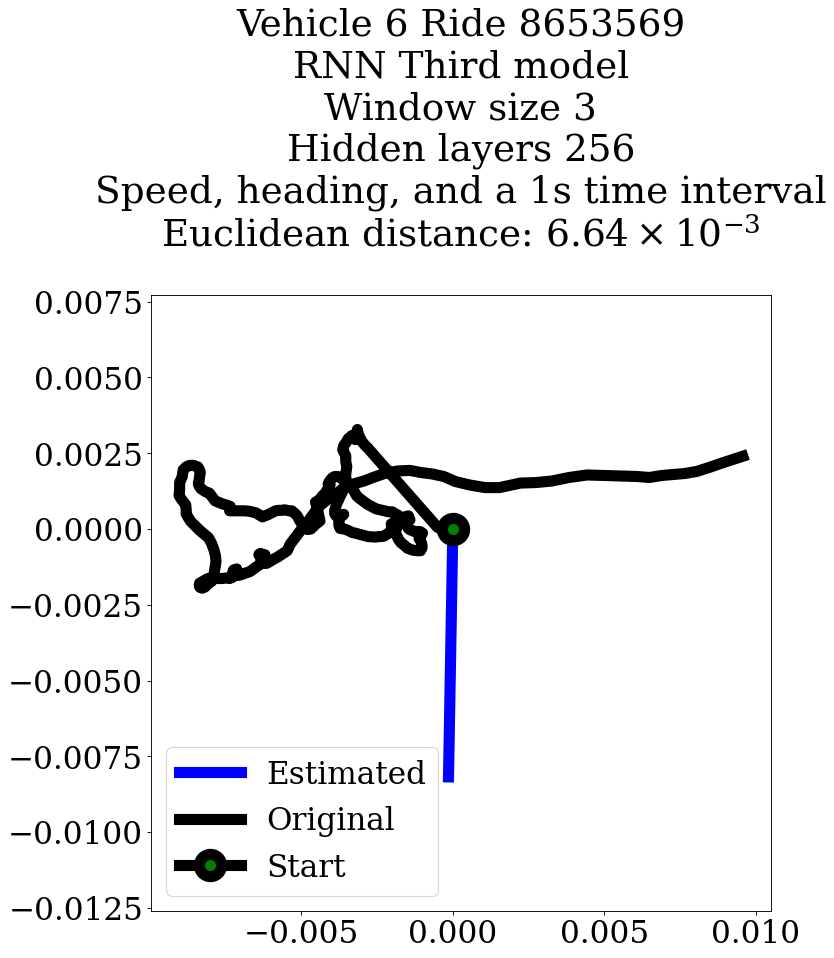 Vehicle 6 Ride 8653569
RNN Third model
Window size 3
Hidden layers 256
Speed, heading, and a 1s time interval
Euclidean distance: 6.64 × 10⁻³
0.0075
0.0050
0.0025
0.0000
−0.0025
−0.0050
−0.0075
−0.0100
−0.0125
Estimated
Original
Start
−0.005 0.000 0.005 0.010